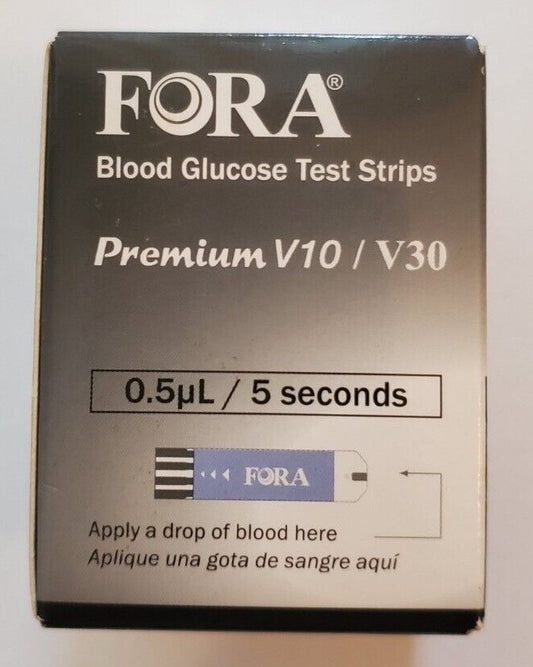 FORA®
Blood Glucose Test Strips
Premium V10 / V30
0.5µL / 5 seconds
FORA
Apply a drop of blood here
Aplique una gota de sangre aquí